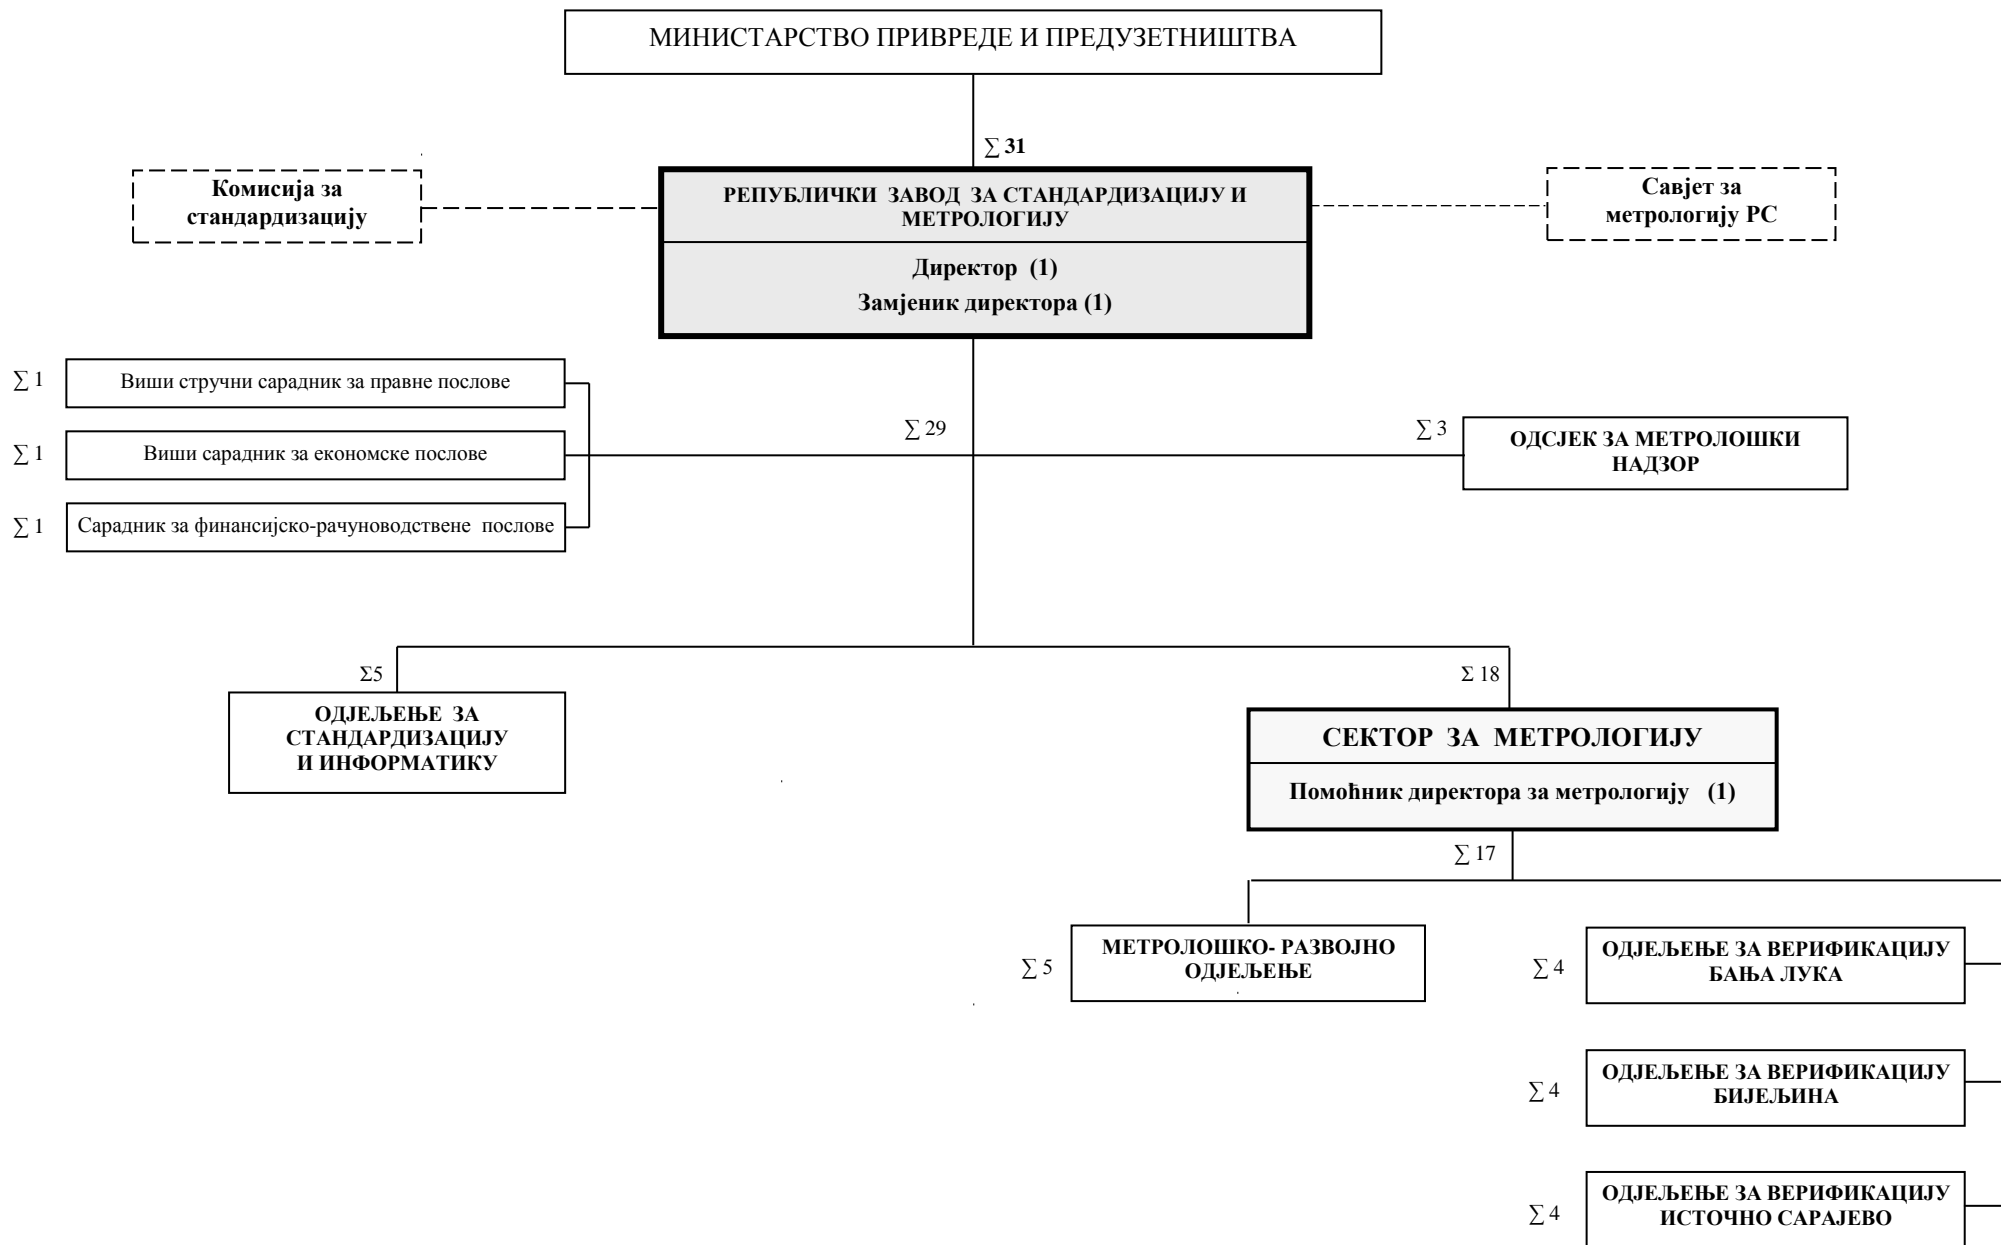 МИНИСТАРСТВО ПРИВРЕДЕ И ПРЕДУЗЕТНИШТВА
∑ 31
Комисија за
стандардизацију
РЕПУБЛИЧКИ ЗАВОД ЗА СТАНДАРДИЗАЦИЈУ И
МЕТРОЛОГИЈУ
Директор (1)
Замјеник директора (1)
Савјет за
метрологију РС
∑ 1
Виши стручни сарадник за правне послове
∑ 1
Виши сарадник за економске послове
∑ 1
Сарадник за финансијско-рачуноводствене послове
∑ 29
∑ 3
ОДСЈЕК ЗА МЕТРОЛОШКИ
НАДЗОР
Σ5
ОДЈЕЉЕЊЕ ЗА
СТАНДАРДИЗАЦИЈУ
И ИНФОРМАТИКУ
Σ 18
СЕКТОР ЗА МЕТРОЛОГИЈУ
Помоћник директора за метрологију (1)
∑ 17
∑ 5
МЕТРОЛОШКО- РАЗВОЈНО
ОДЈЕЉЕЊЕ
∑ 4
ОДЈЕЉЕЊЕ ЗА ВЕРИФИКАЦИЈУ
БАЊА ЛУКА
∑ 4
ОДЈЕЉЕЊЕ ЗА ВЕРИФИКАЦИЈУ
БИЈЕЉИНА
∑ 4
ОДЈЕЉЕЊЕ ЗА ВЕРИФИКАЦИЈУ
ИСТОЧНО САРАЈЕВО